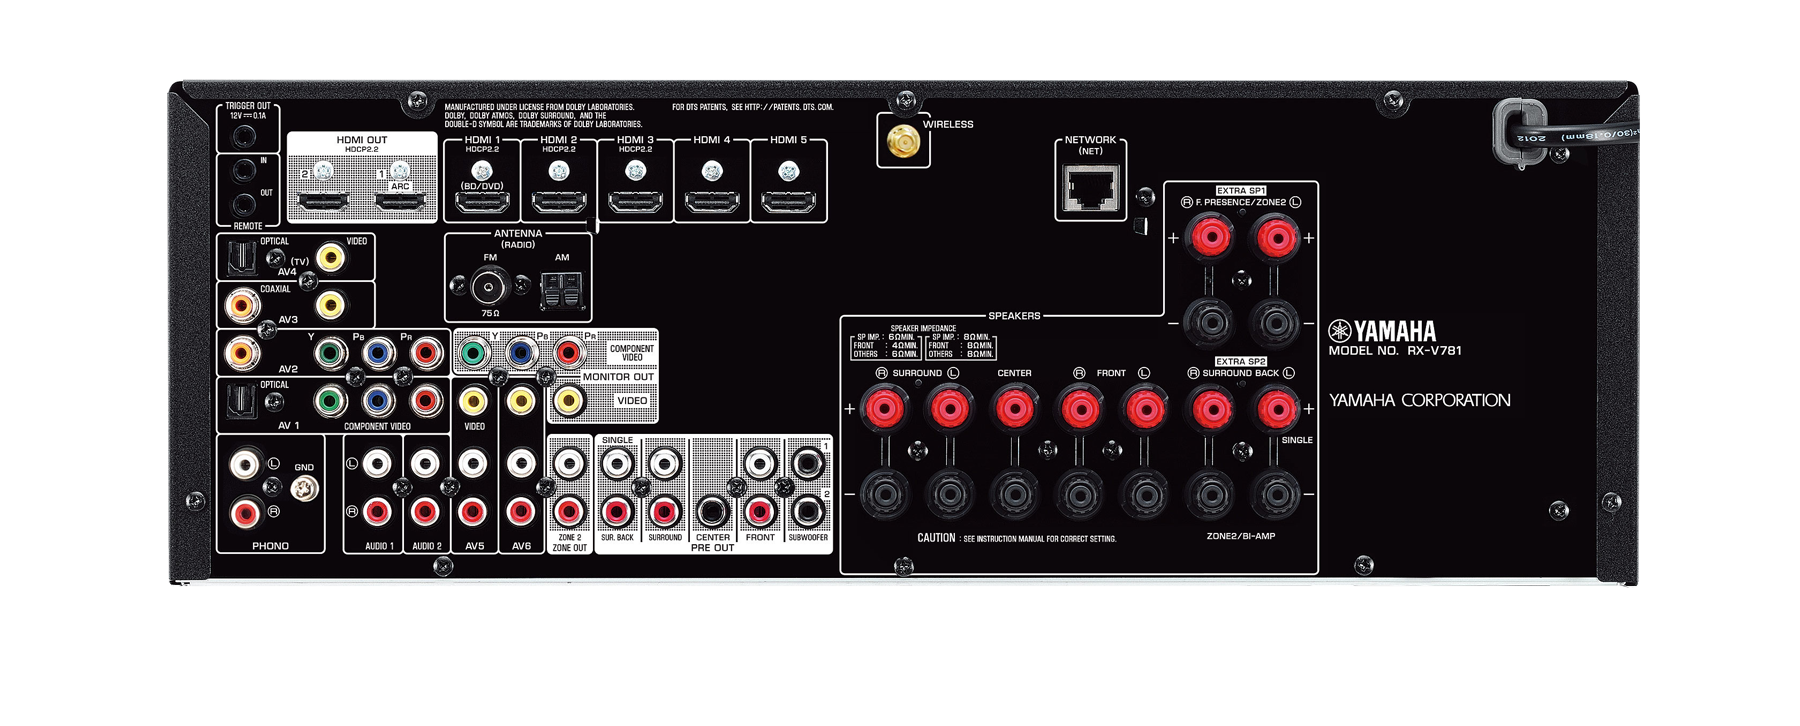 TRIGGER OUT
12V 0.1A
IN
OUT
REMOTE
HDMI OUT
HDCP2.2
2
1
ARC
MANUFACTURED UNDER LICENSE FROM DOLBY LABORATORIES.
DOLBY, DOLBY ATMOS, DOLBY SURROUND, AND THE
DOUBLE-D SYMBOL ARE TRADEMARKS OF DOLBY LABORATORIES.
FOR DTS PATENTS, SEE HTTP://PATENTS. DTS. COM.
HDMI 1
HDCP2.2
(BD/DVD)
HDMI 2
HDCP2.2
HDMI 3
HDCP2.2
HDMI 4
HDMI 5
WIRELESS
NETWORK
(NET)
(30/0.18mm)
2012
OPTICAL
(TV)
AV4
VIDEO
COAXIAL
AV3
ANTENNA
(RADIO)
FM
75Ω
AM
AV2
Y
PB
PR
OPTICAL
AV 1
COMPONENT VIDEO
Y
PB
PR
COMPONENT
VIDEO
MONITOR OUT
VIDEO
VIDEO
PHONO
L
R
GND
L
R
AUDIO 1
AUDIO 2
AV5
AV6
ZONE 2
ZONE OUT
SINGLE
SUR. BACK
SURROUND
CENTER
FRONT
1
2
SUBWOOFER
PRE OUT
EXTRA SP1
R F. PRESENCE/ZONE2 L
+ +
− −
SPEAKERS
SPEAKER IMPEDANCE
SP IMP. : 6ΩMIN.
FRONT : 4ΩMIN.
OTHERS : 6ΩMIN.
SP IMP. : 8ΩMIN.
FRONT : 8ΩMIN.
OTHERS : 8ΩMIN.
R SURROUND L
CENTER
R FRONT L
EXTRA SP2
R SURROUND BACK L
+ +
SINGLE
− −
CAUTION : SEE INSTRUCTION MANUAL FOR CORRECT SETTING.
ZONE2/BI-AMP
YAMAHA
MODEL NO. RX-V781
YAMAHA CORPORATION